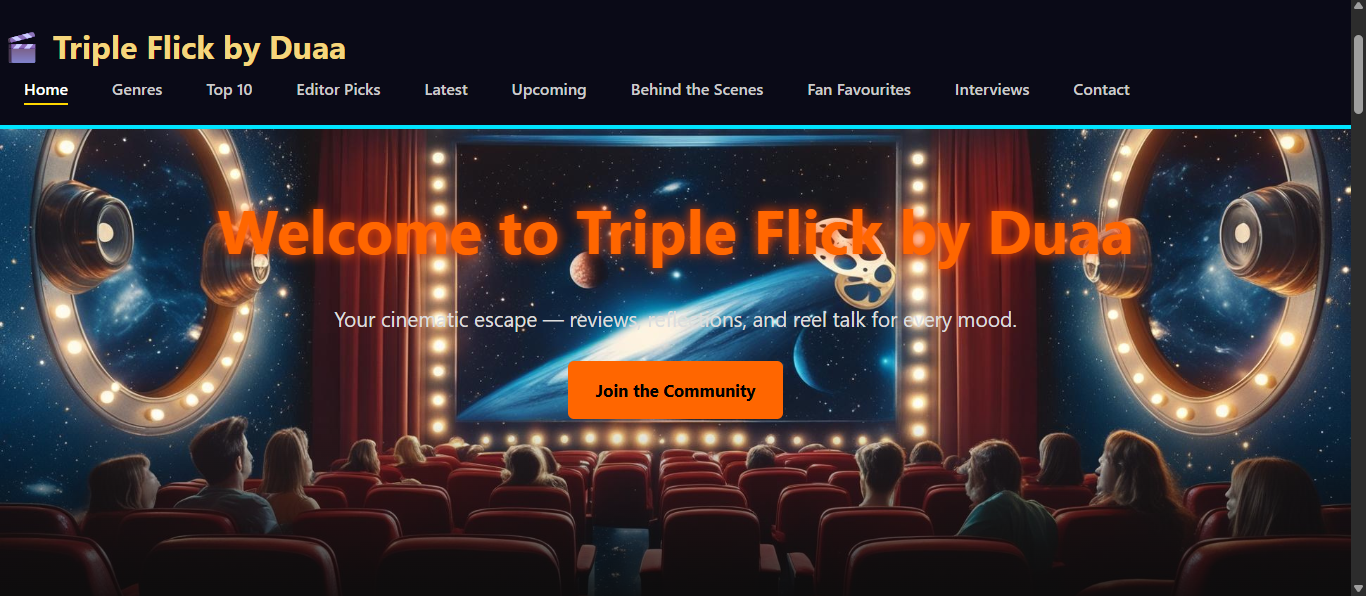 Triple Flick by Duaa
Home Genres Top 10 Editor Picks Latest Upcoming Behind the Scenes Fan Favourites Interviews Contact
Welcome to Triple Flick by Duaa
Your cinematic escape — reviews, reflections, and reel talk for every mood.
Join the Community